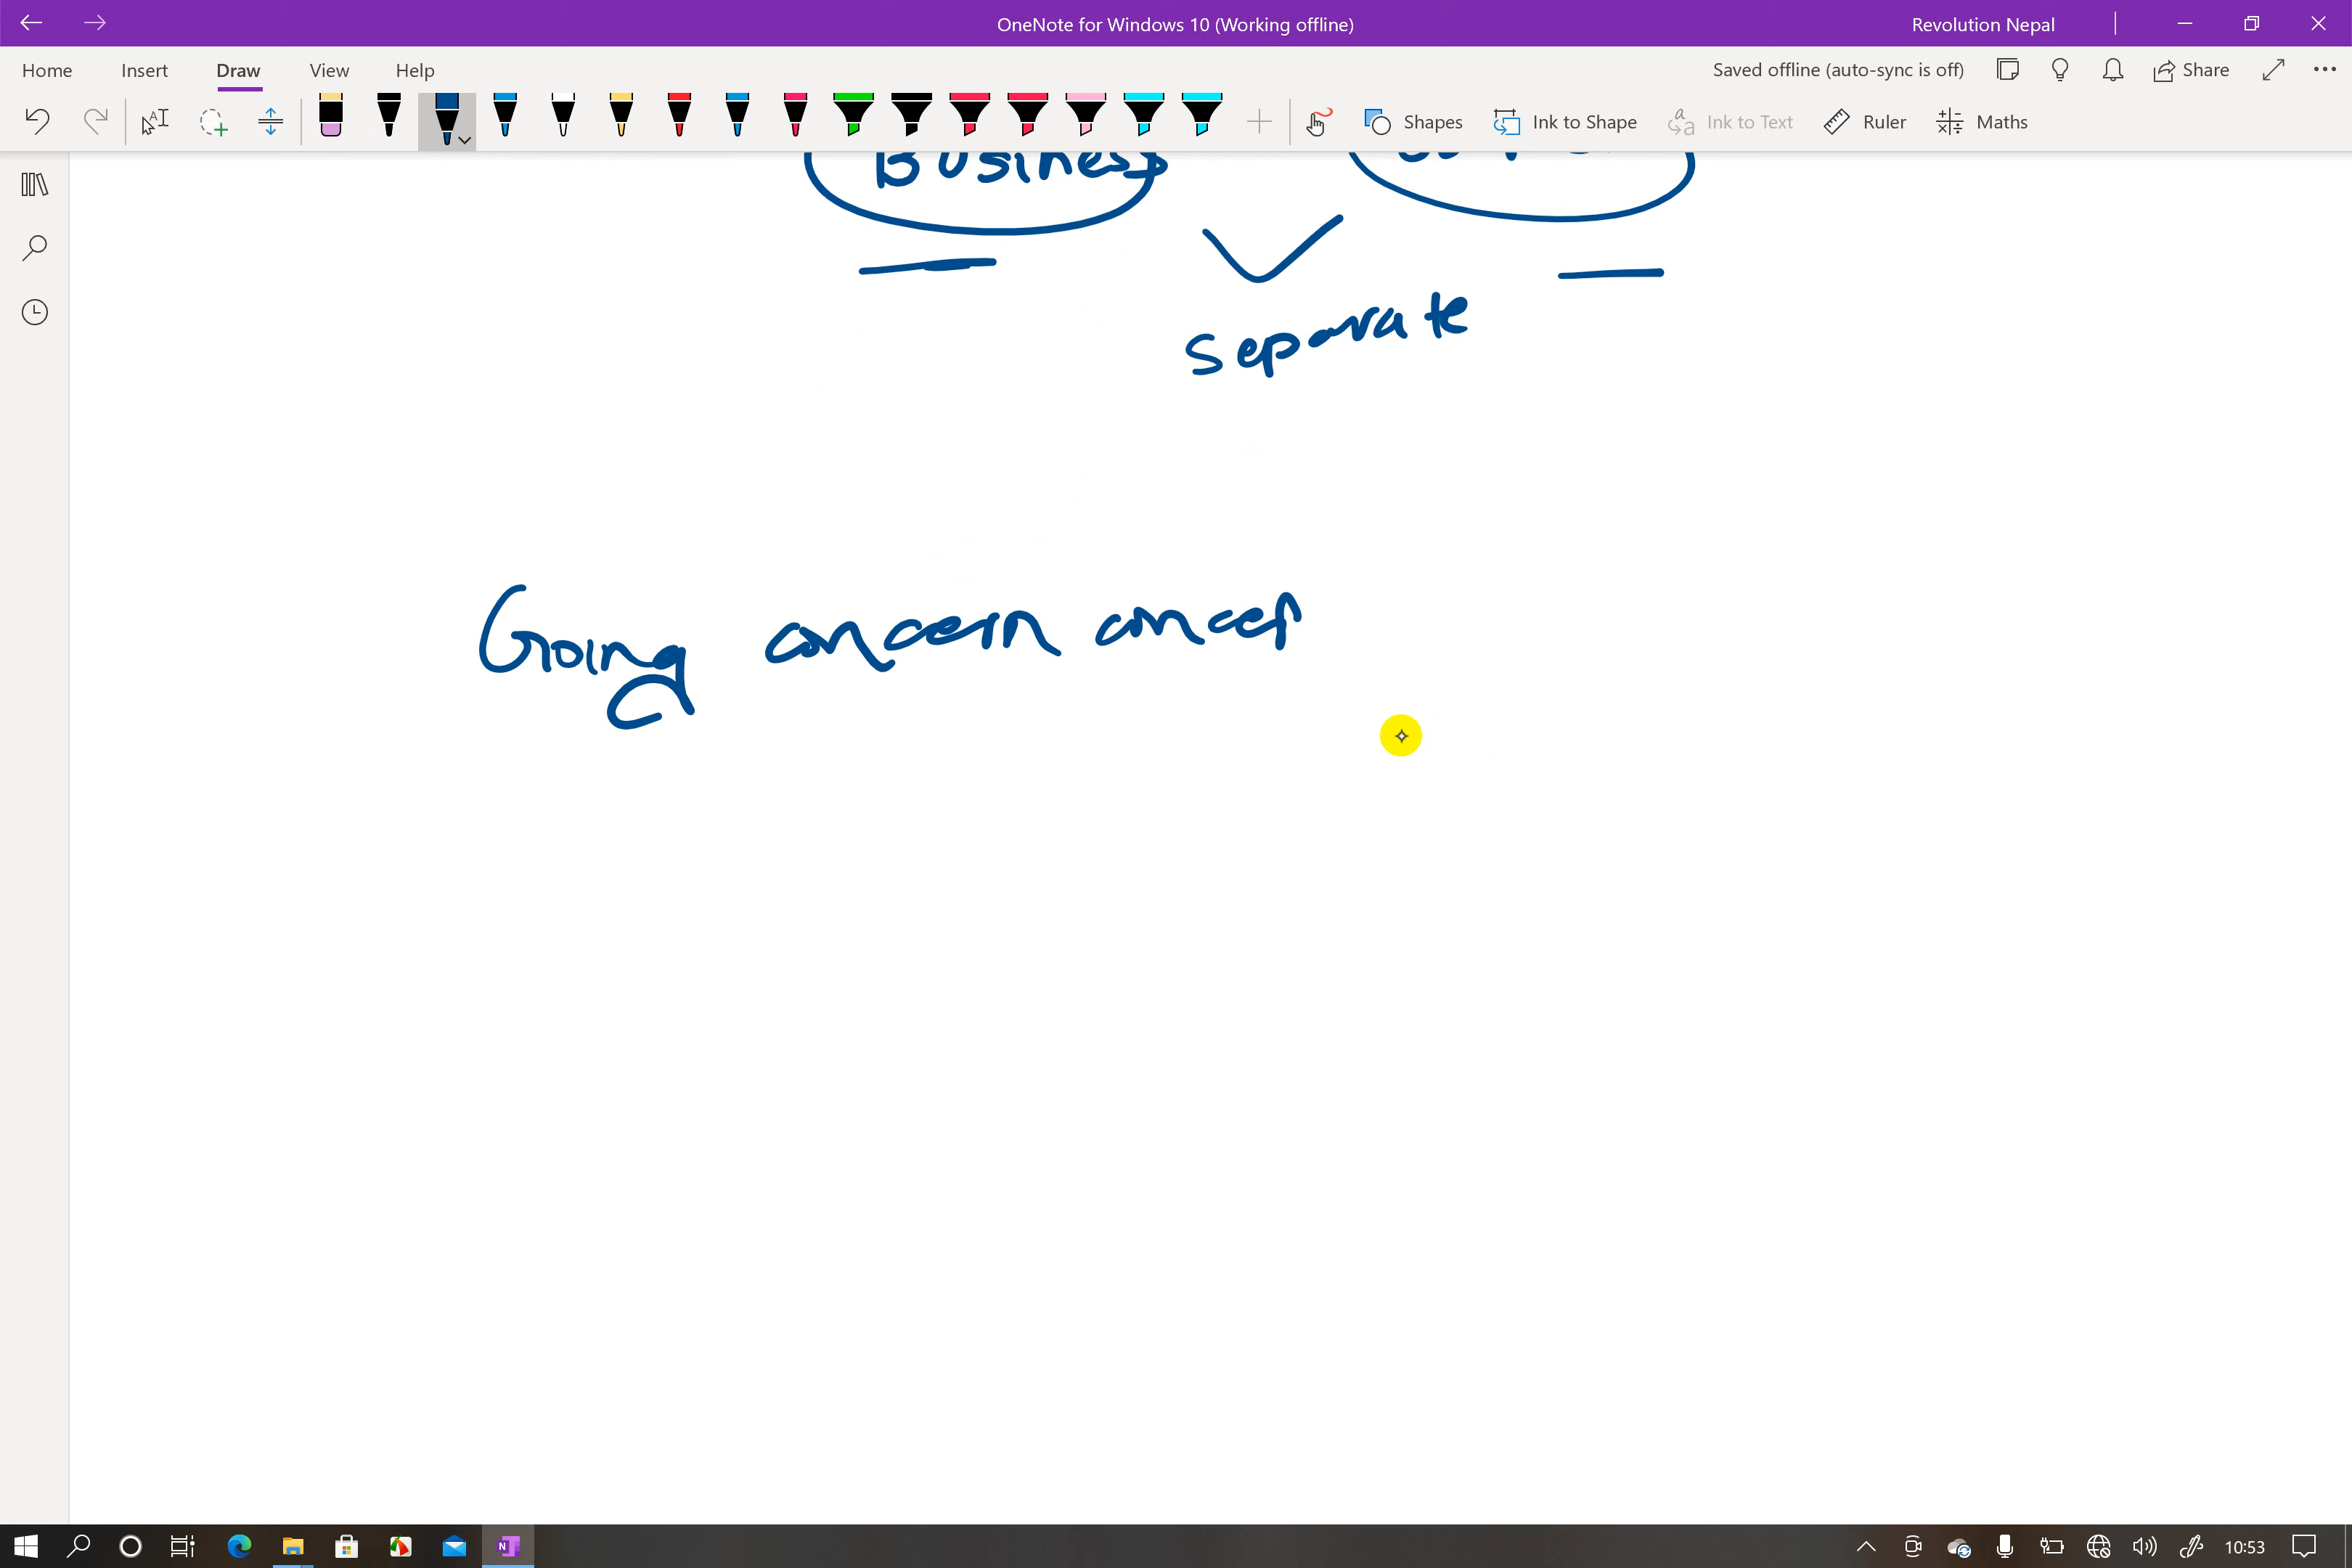 OneNote for Windows 10 (Working offline)
Revolution Nepal
Home Insert Draw View Help
Saved offline (auto-sync is off) Share
Shapes Ink to Shape Ink to Text Ruler Maths
Business
separate
Going concern concep
10:53